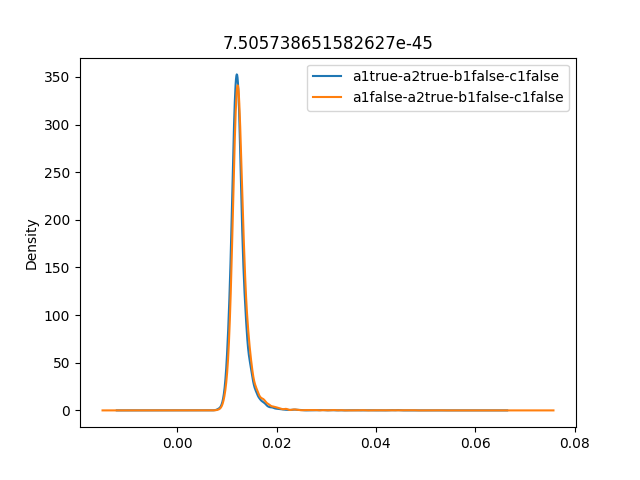 7.505738651582627e-45
a1true-a2true-b1false-c1false
a1false-a2true-b1false-c1false
Density
350
300
250
200
150
100
50
0
0.00 0.02 0.04 0.06 0.08